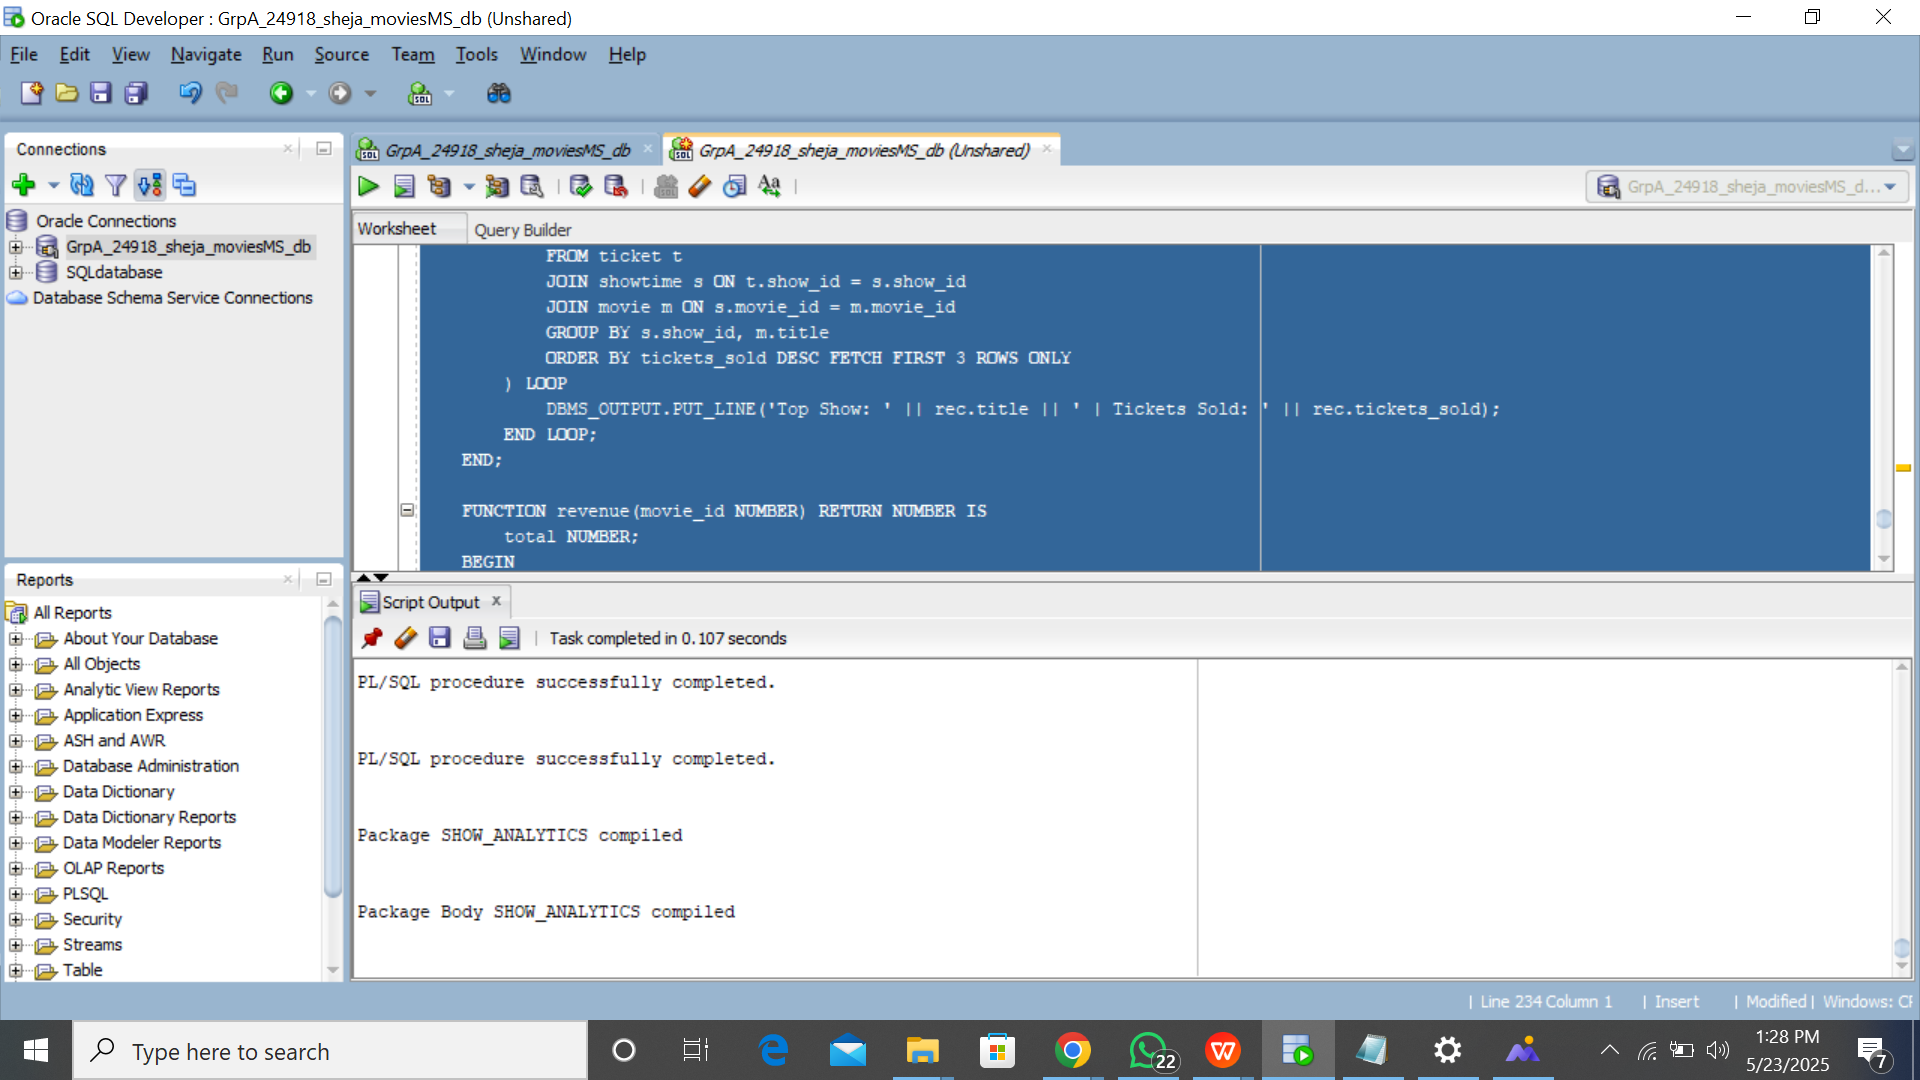 Oracle SQL Developer : GrpA_24918_sheja_moviesMS_db (Unshared)
File Edit View Navigate Run Source Team Tools Window Help
SQL
Connections
Oracle Connections
GrpA_24918_sheja_moviesMS_db
SQLdatabase
Database Schema Service Connections
Reports
All Reports
About Your Database
All Objects
Analytic View Reports
Application Express
ASH and AWR
Database Administration
Data Dictionary
Data Dictionary Reports
Data Modeler Reports
OLAP Reports
PLSQL
Security
Streams
Table
GrpA_24918_sheja_moviesMS_db
GrpA_24918_sheja_moviesMS_db (Unshared)
GrpA_24918_sheja_moviesMS_d...
Worksheet Query Builder
FROM ticket t
JOIN showtime s ON t.show_id = s.show_id
JOIN movie m ON s.movie_id = m.movie_id
GROUP BY s.show_id, m.title
ORDER BY tickets_sold DESC FETCH FIRST 3 ROWS ONLY
) LOOP
DBMS_OUTPUT.PUT_LINE('Top Show: ' || rec.title || ' | Tickets Sold: ' || rec.tickets_sold);
END LOOP;
END;
FUNCTION revenue(movie_id NUMBER) RETURN NUMBER IS
total NUMBER;
BEGIN
Script Output
Task completed in 0.107 seconds
PL/SQL procedure successfully completed.
PL/SQL procedure successfully completed.
Package SHOW_ANALYTICS compiled
Package Body SHOW_ANALYTICS compiled
| Line 234 Column 1 | Insert | Modified | Windows: CR
Type here to search
22
1:28 PM
5/23/2025
7